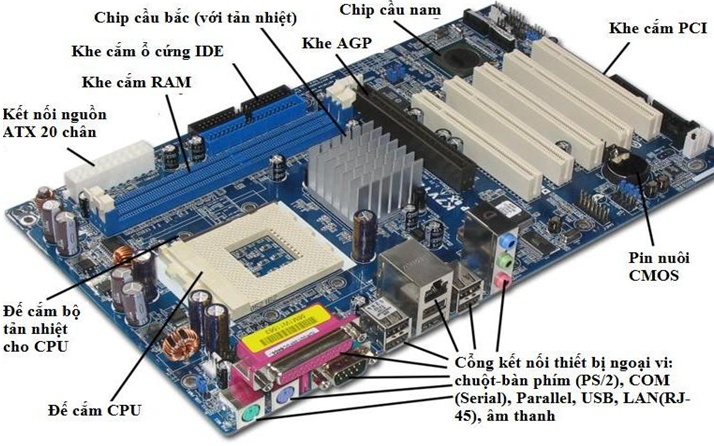 Chip cầu bắc (với tản nhiệt)
Chip cầu nam
Khe cắm PCI
Khe AGP
Khe cắm ổ cứng IDE
Khe cắm RAM
Kết nối nguồn
ATX 20 chân
Pin nuôi
CMOS
Đế cắm bộ
tản nhiệt
cho CPU
Đế cắm CPU
Cổng kết nối thiết bị ngoại vi:
chuột-bàn phím (PS/2), COM
(Serial), Parallel, USB, LAN(RJ-
45), âm thanh